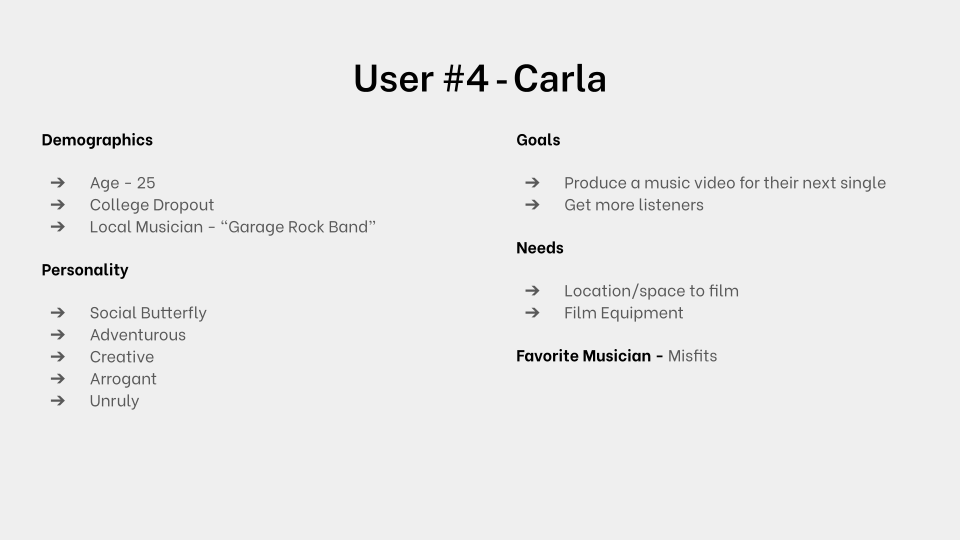 User #4 - Carla
Demographics
➔ Age - 25
➔ College Dropout
➔ Local Musician - “Garage Rock Band”
Personality
➔ Social Butterfly
➔ Adventurous
➔ Creative
➔ Arrogant
➔ Unruly
Goals
➔ Produce a music video for their next single
➔ Get more listeners
Needs
➔ Location/space to film
➔ Film Equipment
Favorite Musician - Misfits